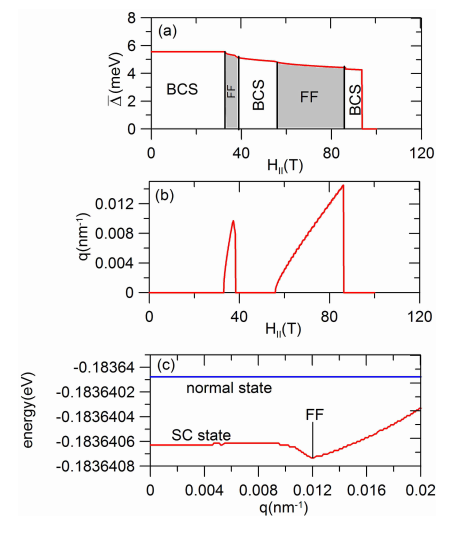 (a)
Δ̅(meV)
8
6
4
2
0
BCS
FF
BCS
FF
BCS
0 40 80 120
H||(T)
(b)
q(nm⁻¹)
0.012
0.008
0.004
0
0 40 80 120
H||(T)
(c)
energy(eV)
-0.18364
-0.1836402
-0.1836404
-0.1836406
-0.1836408
normal state
FF
SC state
0 0.004 0.008 0.012 0.016 0.02
q(nm⁻¹)